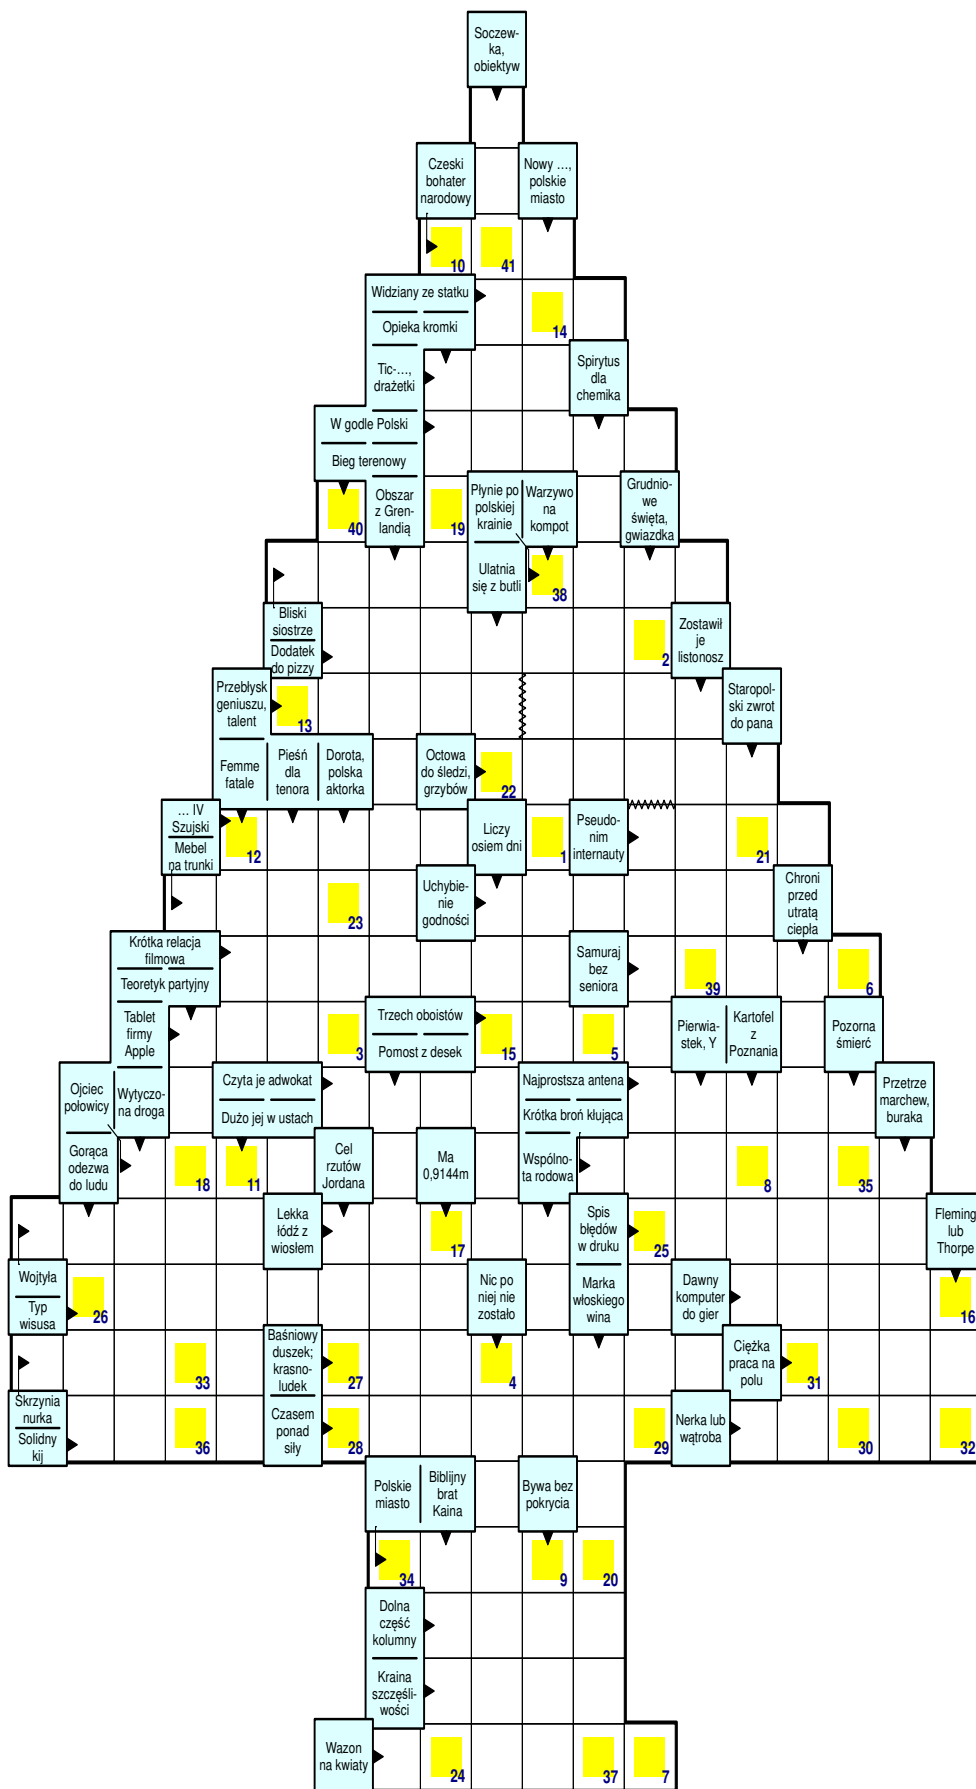 Soczew-
ka,
obiektyw
Czeski
bohater
narodowy
Nowy ...,
polskie
miasto
10
41
Widziany ze statku
Opieka kromki
14
Tic-...,
drażetki
Spirytus
dla
chemika
W godle Polski
Bieg terenowy
40
Obszar
z Gren-
landią
19
Płynie po
polskiej
krainie
Warzywo
na
kompot
Grudnio-
we
święta,
gwiazdka
Ulatnia
się z butli
38
Bliski
siostrze
Dodatek
do pizzy
2
Zostawił
je
listonosz
Przebłysk
geniuszu,
talent
13
Staropol-
ski zwrot
do pana
Femme
fatale
Pieśń
dla
tenora
Dorota,
polska
aktorka
Octowa
do śledzi,
grzybów
22
... IV
Szujski
Mebel
na trunki
12
Liczy
osiem dni
1
Pseudo-
nim
internauty
21
23
Uchybie-
nie
godności
Chroni
przed
utratą
ciepła
Krótka relacja
filmowa
Teoretyk partyjny
Samuraj
bez
seniora
39
6
Tablet
firmy
Apple
3
Trzech oboistów
Pomost z desek
15
5
Pierwia-
stek, Y
Kartofel
z
Poznania
Pozorna
śmierć
Ojciec
połowicy
Wytyczo-
na droga
Czyta je adwokat
Dużo jej w ustach
Najprostsza antena
Krótka broń kłująca
Przetrze
marchew,
buraka
Gorąca
odezwa
do ludu
18
11
Cel
rzutów
Jordana
Ma
0,9144m
Wspólno-
ta rodowa
8
35
Lekka
łódź z
wiosłem
17
Spis
błędów
w druku
25
Fleming
lub
Thorpe
Wojtyła
Typ
wisusa
26
Nic po
niej nie
zostało
Marka
włoskiego
wina
Dawny
komputer
do gier
16
33
Baśniowy
duszek;
krasno-
ludek
27
4
Ciężka
praca na
polu
31
Skrzynia
nurka
Solidny
kij
36
Czasem
ponad
siły
28
29
Nerka lub
wątroba
30
32
Polskie
miasto
Biblijny
brat
Kaina
Bywa bez
pokrycia
34
9
20
Dolna
część
kolumny
Kraina
szczęśli-
wości
Wazon
na kwiaty
24
37
7